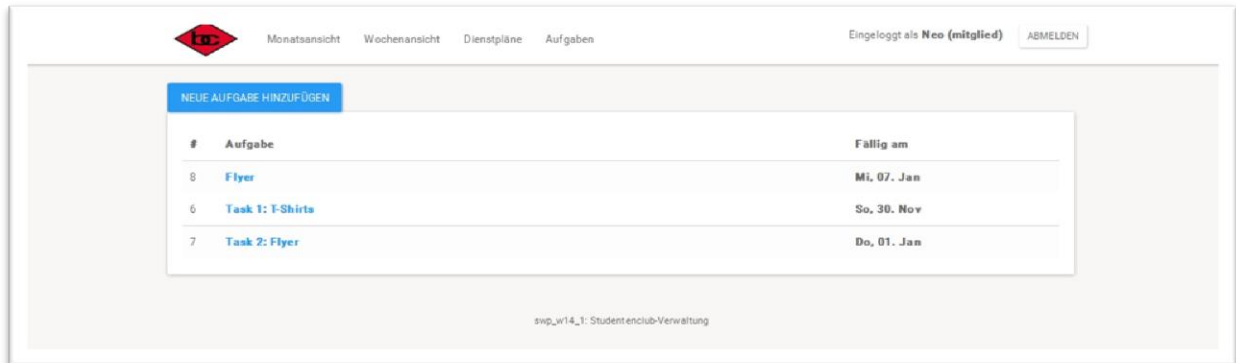 bc Monatsansicht Wochenansicht Dienstpläne Aufgaben Eingeloggt als Neo (mitglied) ABMELDEN
NEUE AUFGABE HINZUFÜGEN
# Aufgabe Fällig am
8 Flyer Mi, 07. Jan
6 Task 1: T-Shirts So, 30. Nov
7 Task 2: Flyer Do, 01. Jan
swp_w14_1: Studentenclub-Verwaltung